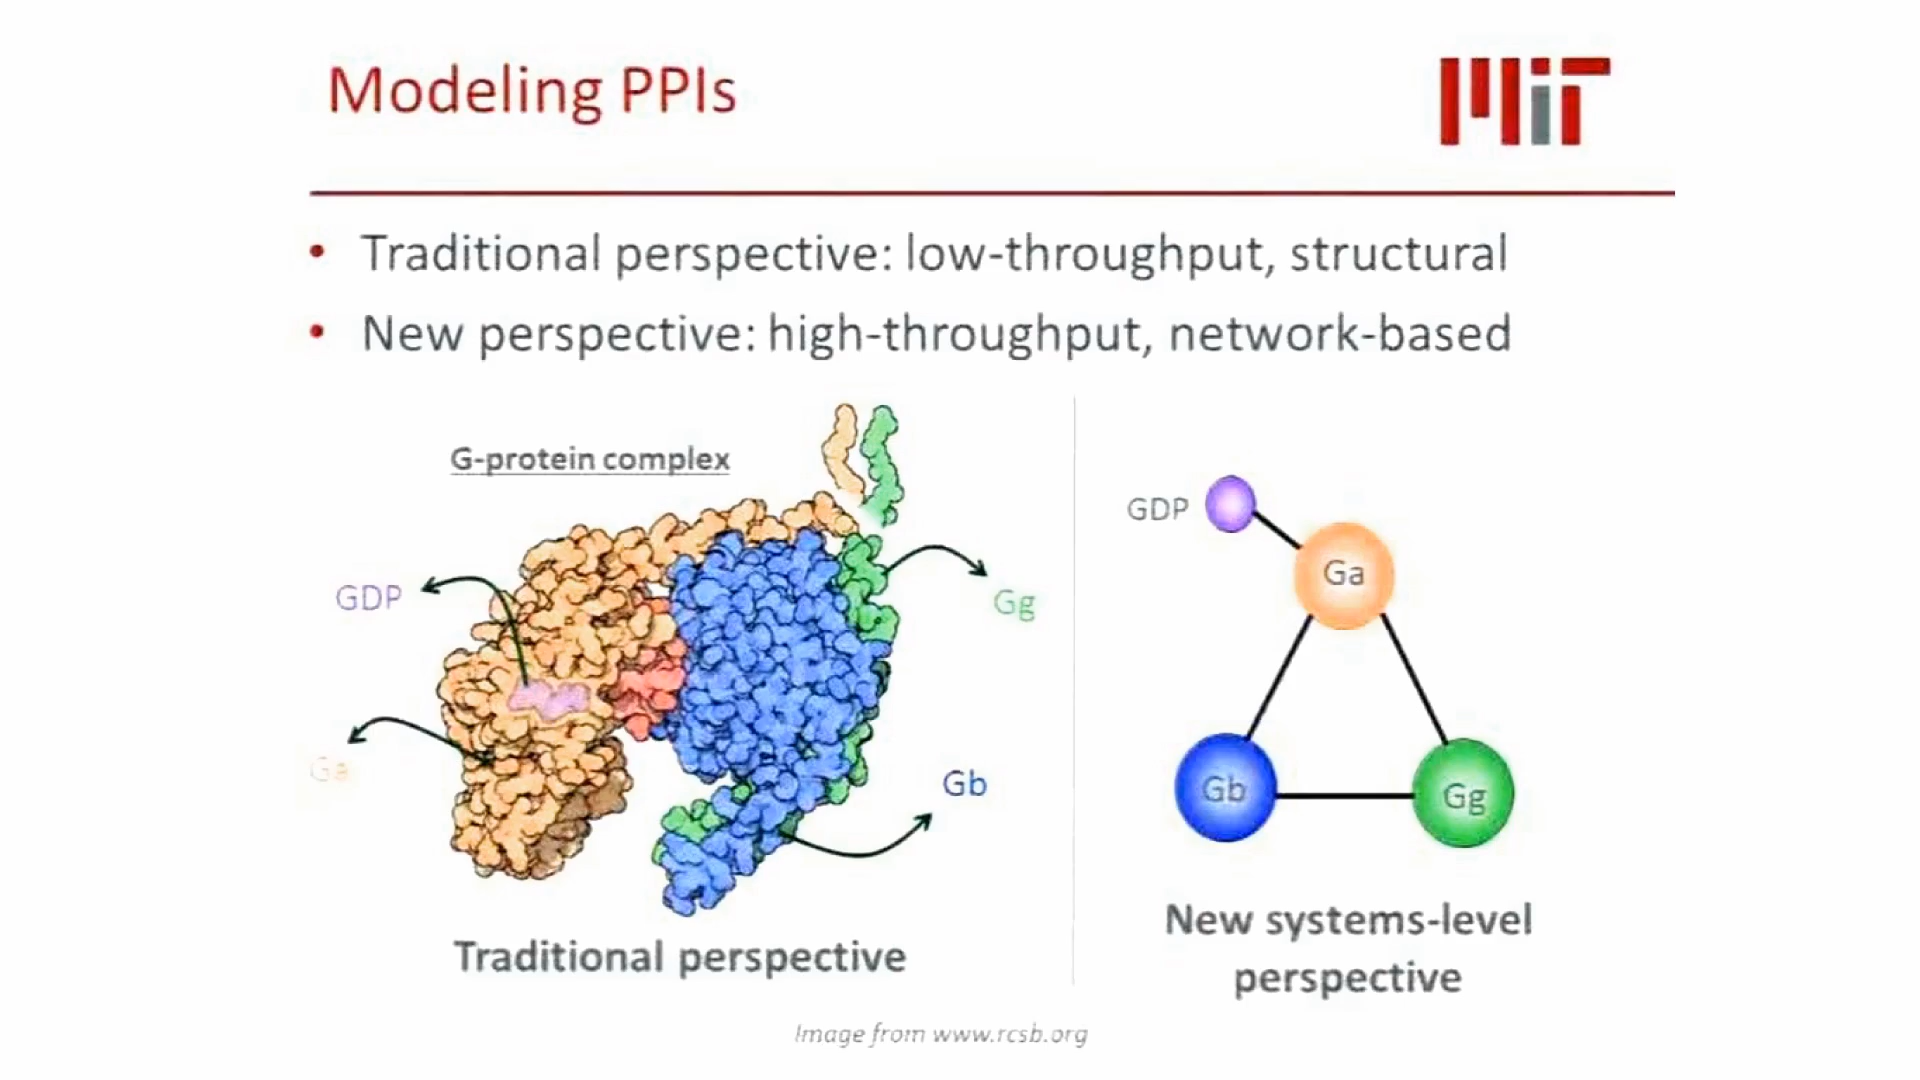 Modeling PPIs
MIT
• Traditional perspective: low-throughput, structural
• New perspective: high-throughput, network-based
G-protein complex
GDP
Gg
Ga
Gb
Traditional perspective
GDP
Ga
Gb
Gg
New systems-level
perspective
Image from www.rcsb.org